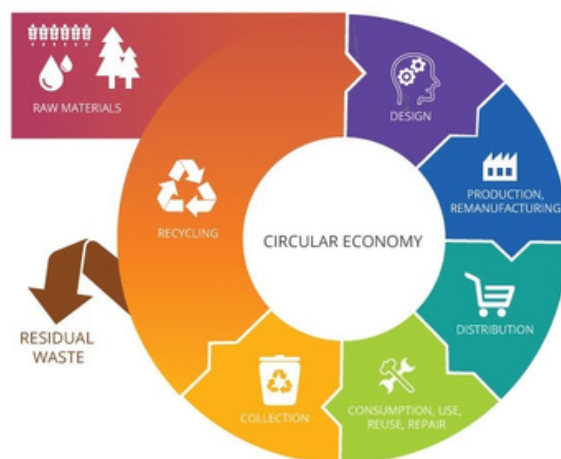 RAW MATERIALS
DESIGN
PRODUCTION,
REMANUFACTURING
RECYCLING
CIRCULAR ECONOMY
DISTRIBUTION
RESIDUAL
WASTE
COLLECTION
CONSUMPTION, USE,
REUSE, REPAIR